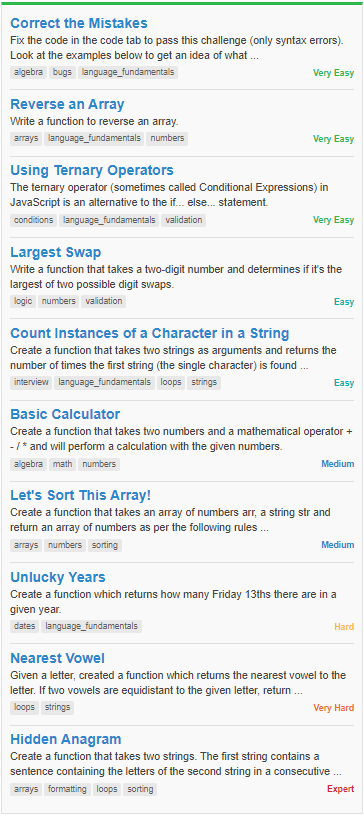 Correct the Mistakes
Fix the code in the code tab to pass this challenge (only syntax errors).
Look at the examples below to get an idea of what ...
algebra bugs language_fundamentals Very Easy
Reverse an Array
Write a function to reverse an array.
arrays language_fundamentals numbers Very Easy
Using Ternary Operators
The ternary operator (sometimes called Conditional Expressions) in
JavaScript is an alternative to the if... else... statement.
conditions language_fundamentals validation Very Easy
Largest Swap
Write a function that takes a two-digit number and determines if it's the
largest of two possible digit swaps.
logic numbers validation Easy
Count Instances of a Character in a String
Create a function that takes two strings as arguments and returns the
number of times the first string (the single character) is found ...
interview language_fundamentals loops strings Easy
Basic Calculator
Create a function that takes two numbers and a mathematical operator +
- / * and will perform a calculation with the given numbers.
algebra math numbers Medium
Let's Sort This Array!
Create a function that takes an array of numbers arr, a string str and
return an array of numbers as per the following rules ...
arrays numbers sorting Medium
Unlucky Years
Create a function which returns how many Friday 13ths there are in a
given year.
dates language_fundamentals Hard
Nearest Vowel
Given a letter, created a function which returns the nearest vowel to the
letter. If two vowels are equidistant to the given letter, return ...
loops strings Very Hard
Hidden Anagram
Create a function that takes two strings. The first string contains a
sentence containing the letters of the second string in a consecutive ...
arrays formatting loops sorting Expert